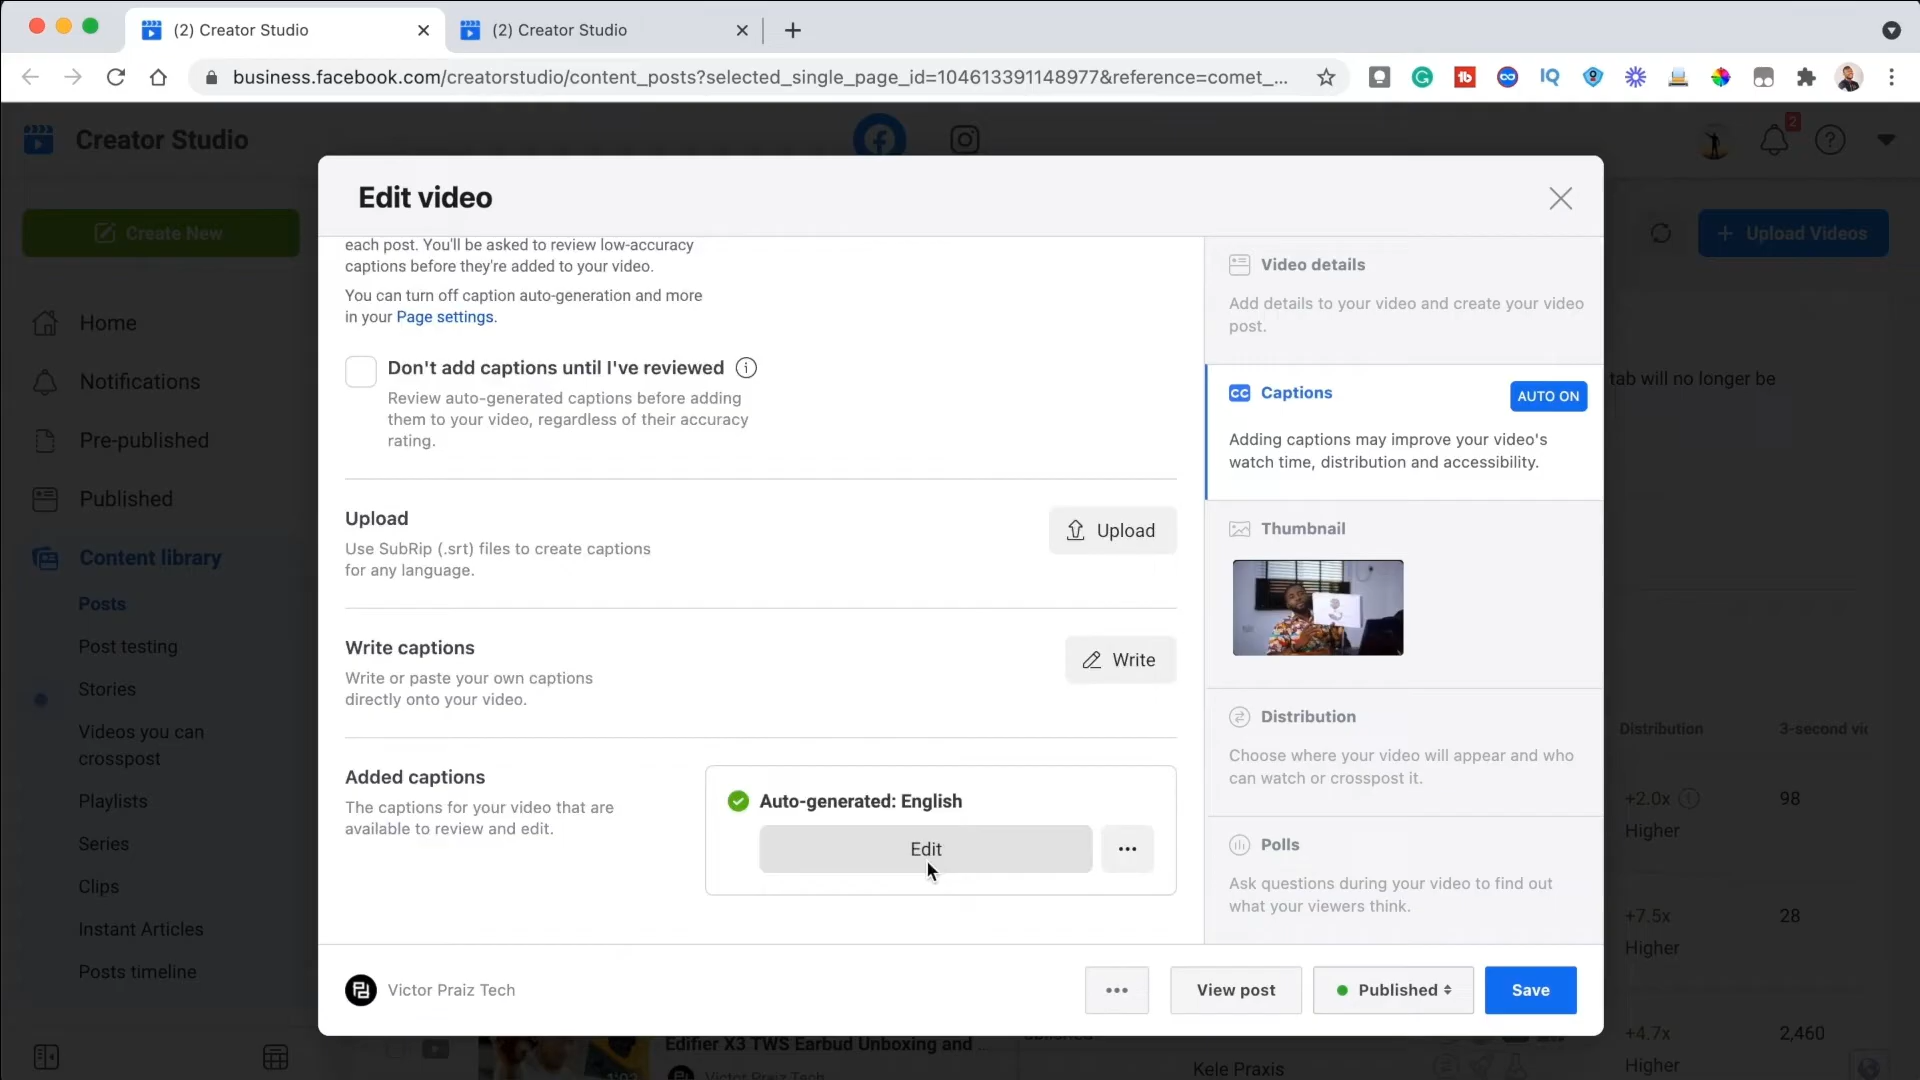 (2) Creator Studio
(2) Creator Studio
business.facebook.com/creatorstudio/content_posts?selected_single_page_id=104613391148977&reference=comet_...
Creator Studio
2
Create New
Upload Videos
Home
Notifications
Pre-published
Published
Content library
Posts
Post testing
Stories
Videos you can
crosspost
Playlists
Series
Clips
Instant Articles
Posts timeline
Edit video
each post. You'll be asked to review low-accuracy
captions before they're added to your video.
You can turn off caption auto-generation and more
in your Page settings.
Don't add captions until I've reviewed
Review auto-generated captions before adding
them to your video, regardless of their accuracy
rating.
Upload
Use SubRip (.srt) files to create captions
for any language.
Upload
Write captions
Write or paste your own captions
directly onto your video.
Write
Added captions
The captions for your video that are
available to review and edit.
Auto-generated: English
Edit
Video details
Add details to your video and create your video
post.
CC Captions
AUTO ON
Adding captions may improve your video's
watch time, distribution and accessibility.
Thumbnail
Distribution
Choose where your video will appear and who
can watch or crosspost it.
Polls
Ask questions during your video to find out
what your viewers think.
Victor Praiz Tech
View post
Published
Save
tab will no longer be
Distribution
3-second
+2.0x
98
Higher
+7.5x
28
Higher
+4.7x
2,460
Higher
Edifier X3 TWS Earbud Unboxing and ...
Victor Praiz Tech
Kele Praxis
1:02